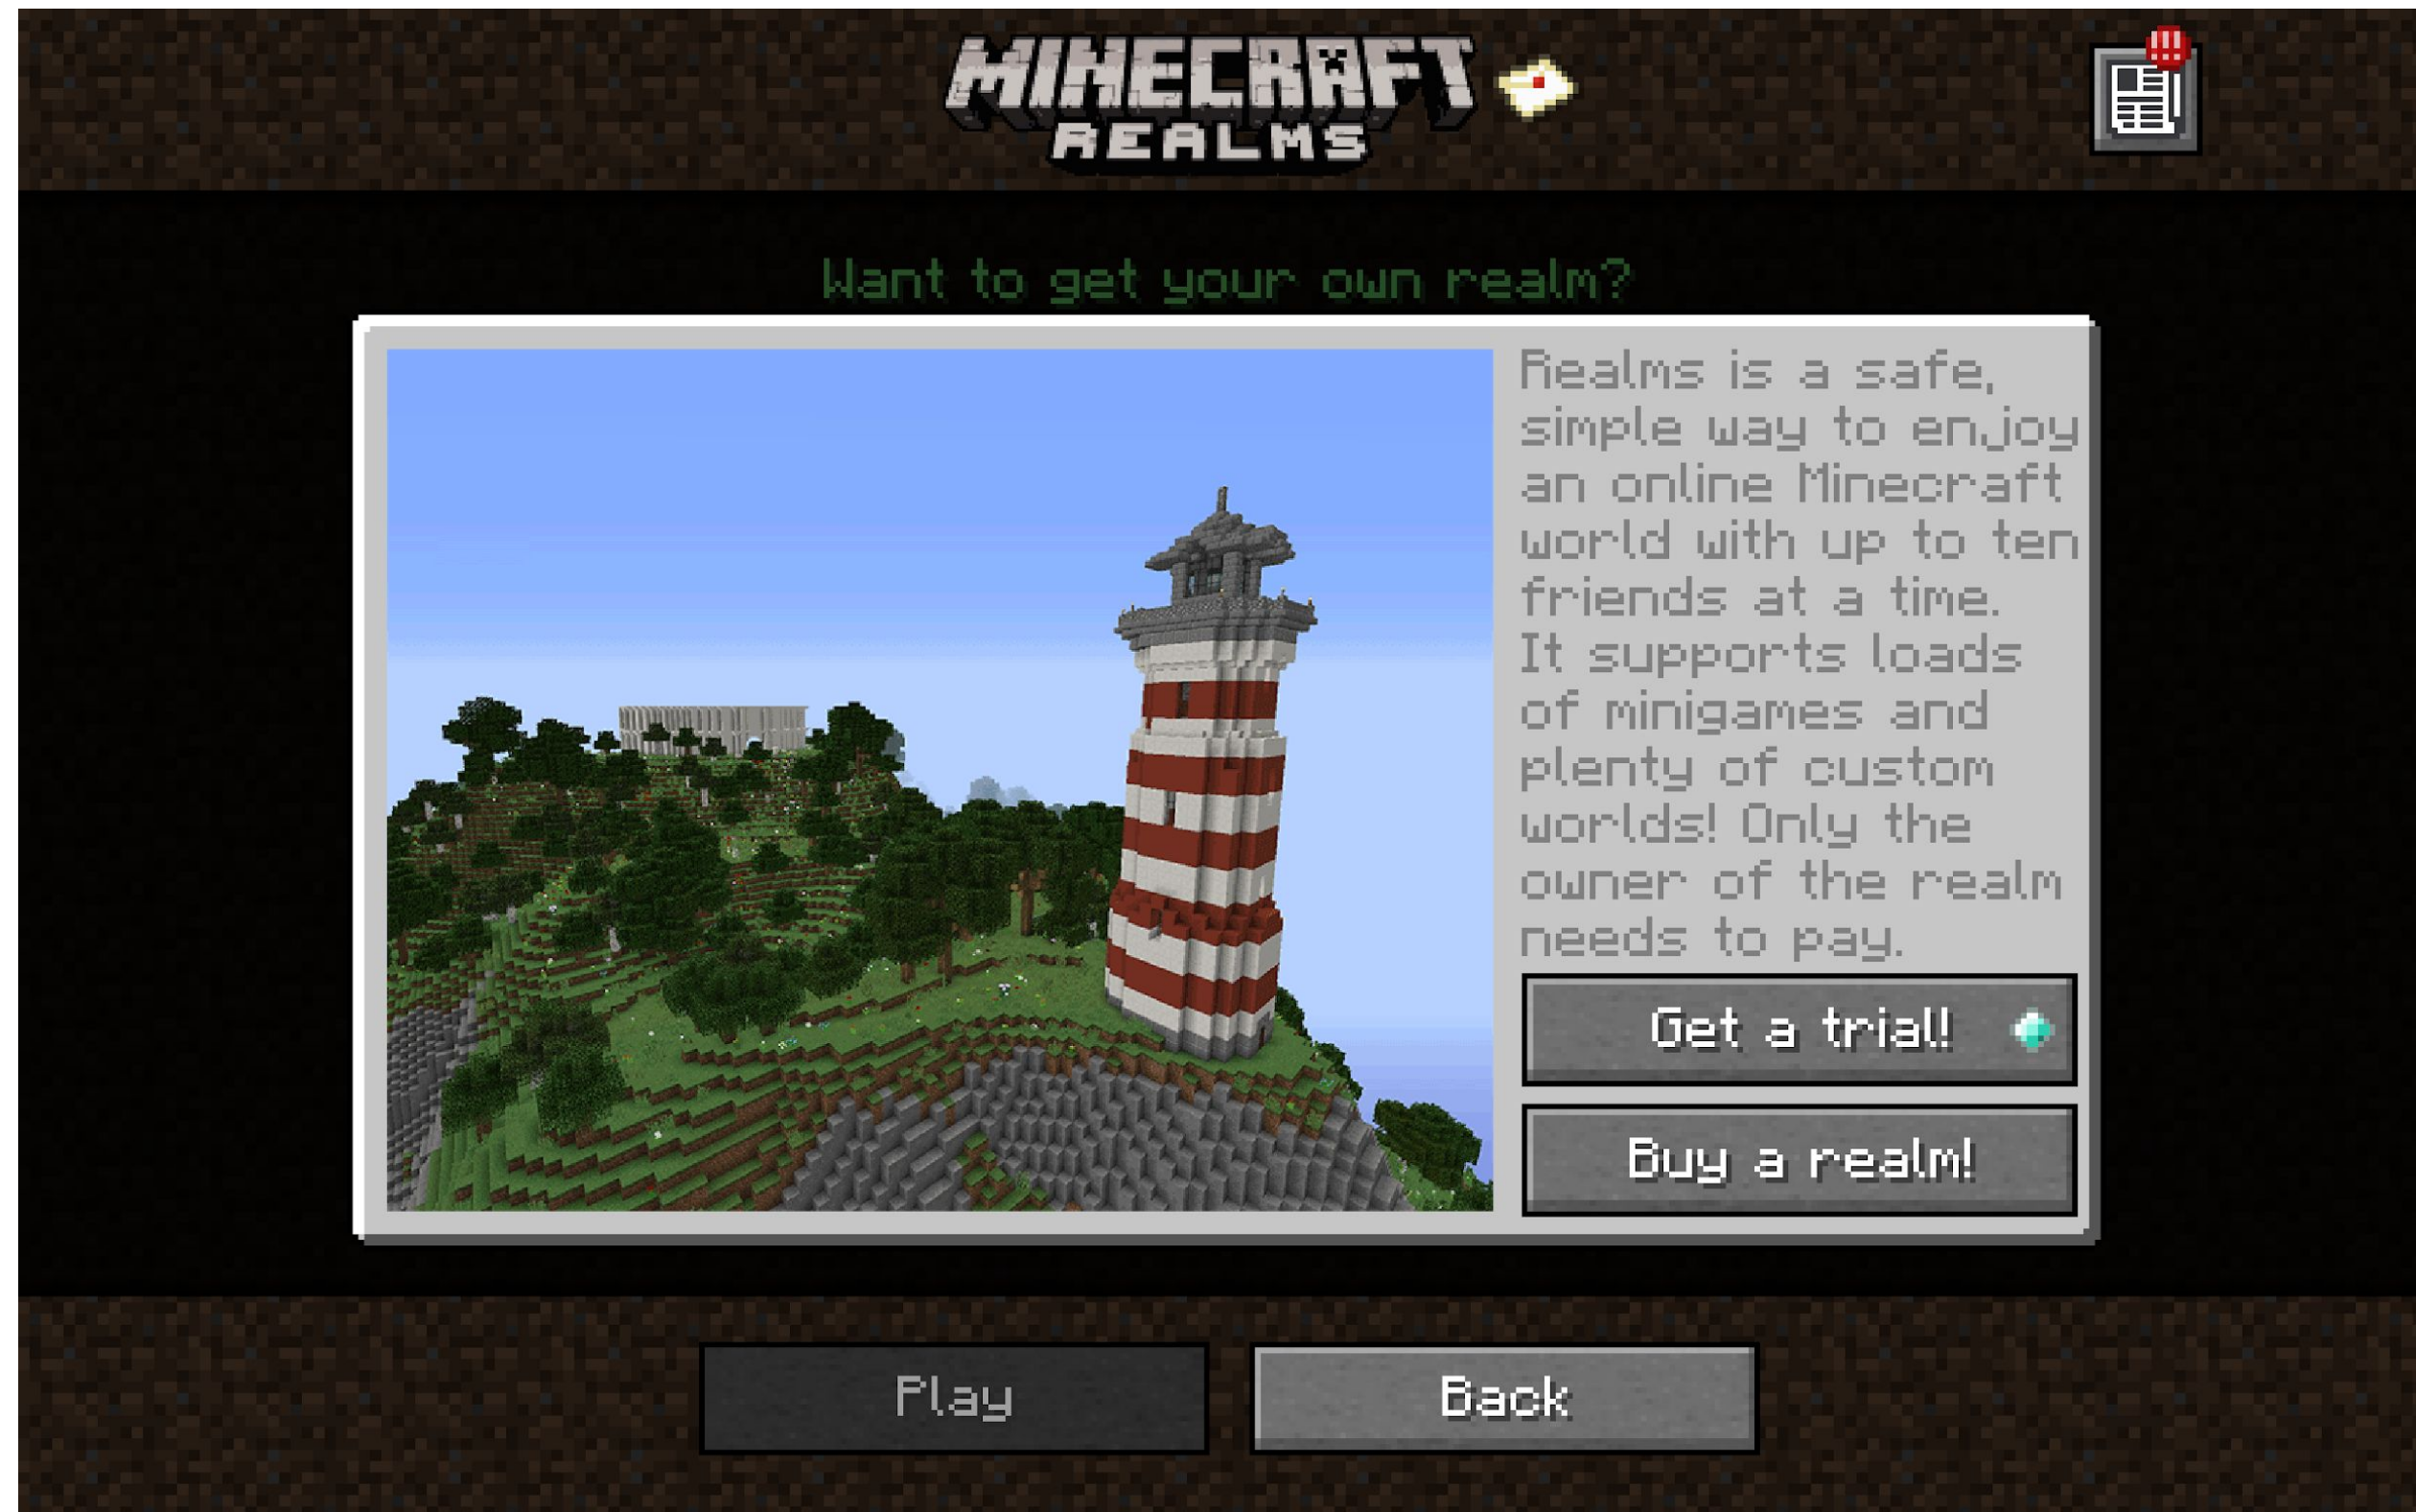 MINECRAFT
REALMS
Want to get your own realm?
Realms is a safe,
simple way to enjoy
an online Minecraft
world with up to ten
friends at a time.
It supports loads
of minigames and
plenty of custom
worlds! Only the
owner of the realm
needs to pay.
Get a trial!
Buy a realm!
Play
Back